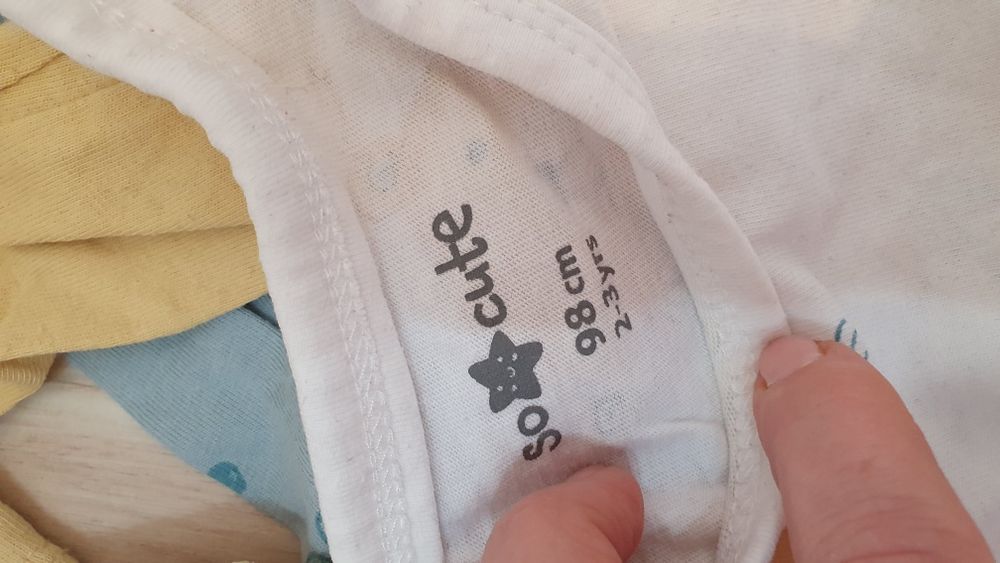 so cute
98 cm
2-3 yrs